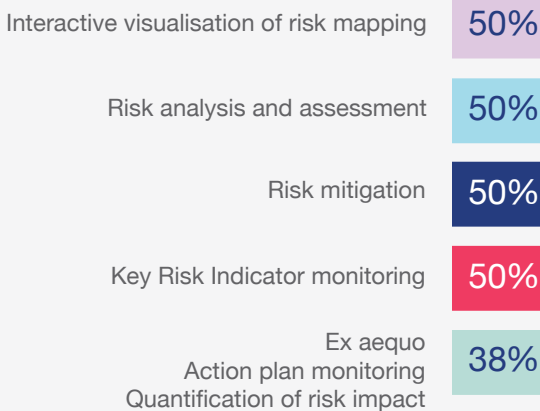 Interactive visualisation of risk mapping 50%
Risk analysis and assessment 50%
Risk mitigation 50%
Key Risk Indicator monitoring 50%
Ex aequo
Action plan monitoring 38%
Quantification of risk impact